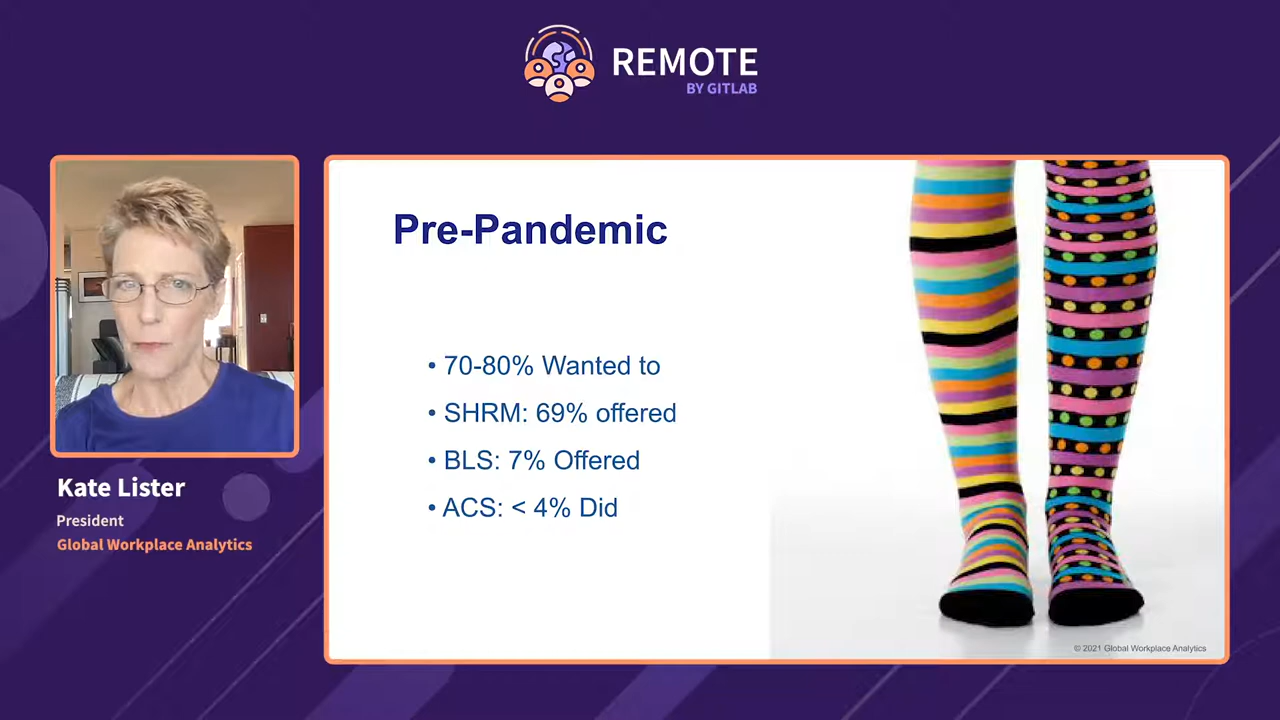 REMOTE
BY GITLAB
Kate Lister
President
Global Workplace Analytics
Pre-Pandemic
• 70-80% Wanted to
• SHRM: 69% offered
• BLS: 7% Offered
• ACS: < 4% Did
© 2021 Global Workplace Analytics